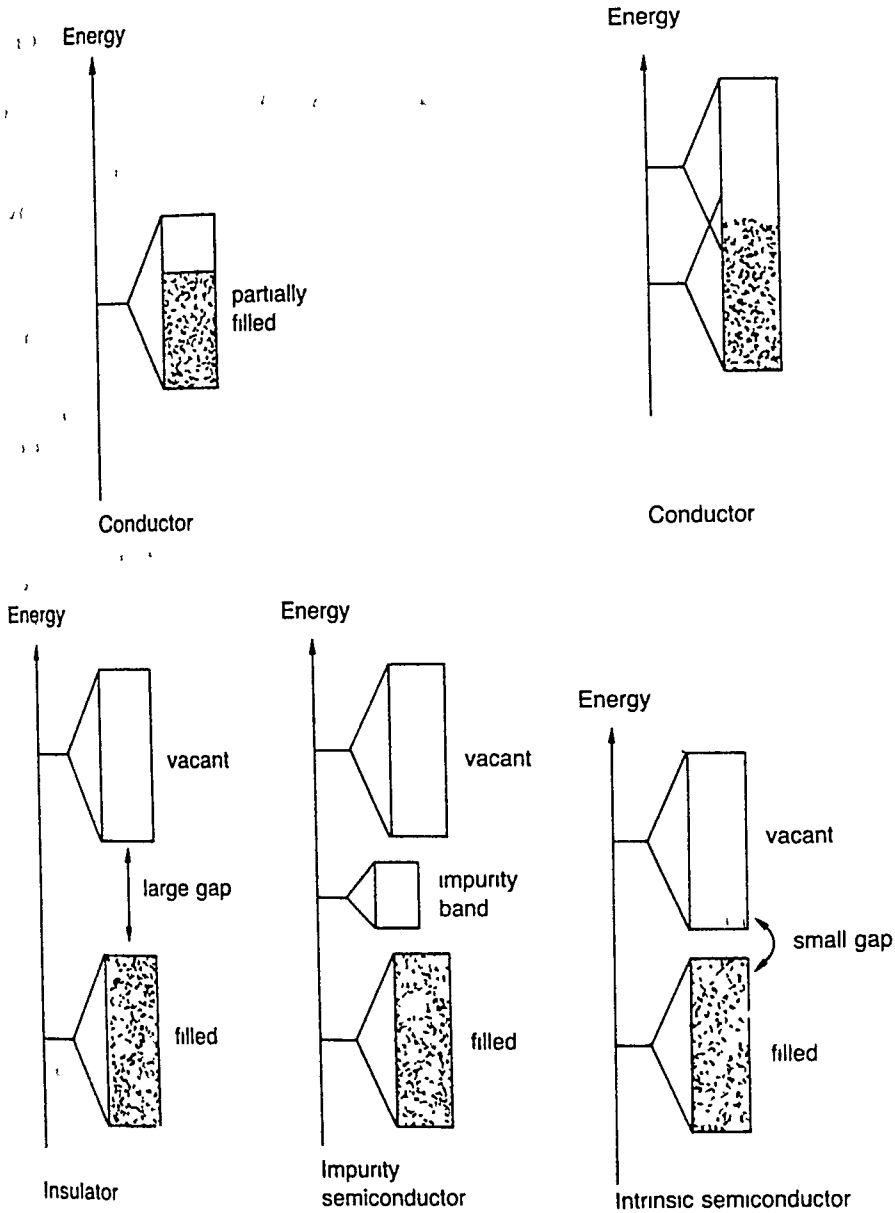 Energy
Energy
partially
filled
Conductor
Conductor
Energy
Energy
Energy
vacant
vacant
vacant
large gap
impurity
band
small gap
filled
filled
filled
Insulator
Impurity
semiconductor
Intrinsic semiconductor